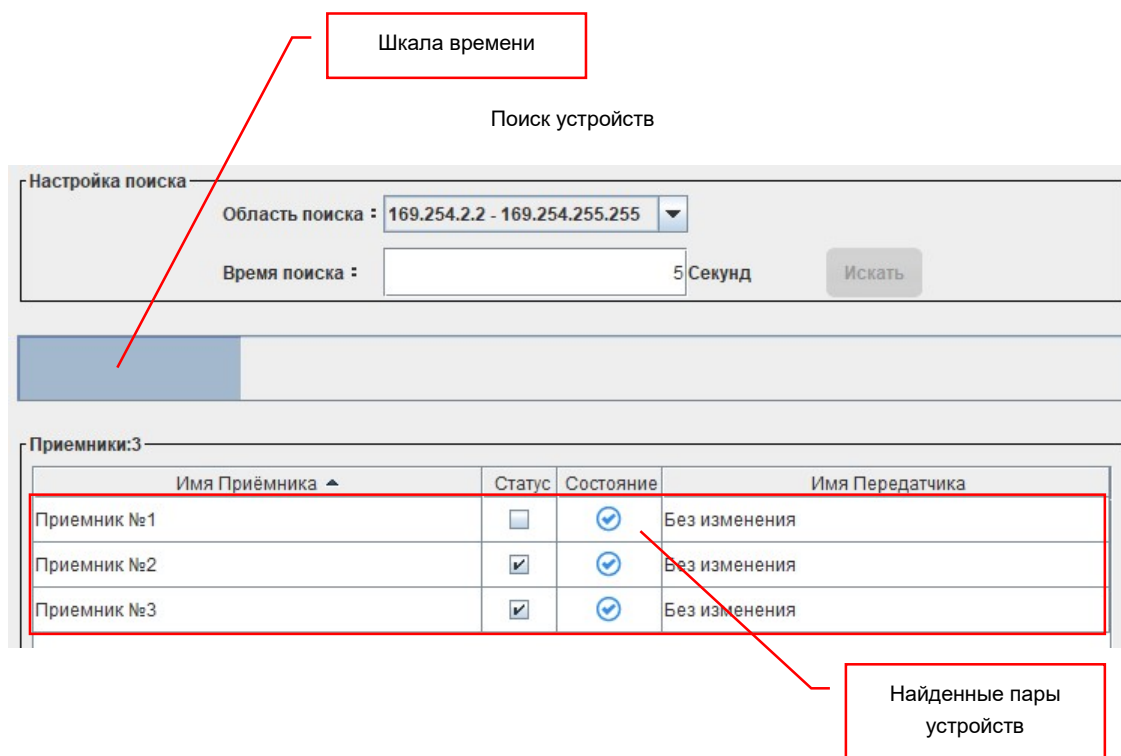 Шкала времени
Поиск устройств
Настройка поиска
Область поиска : 169.254.2.2 - 169.254.255.255
Время поиска : 5 Секунд Искать
Приемники:3
Имя Приёмника Статус Состояние Имя Передатчика
Приемник №1 Без изменения
Приемник №2 Без изменения
Приемник №3 Без изменения
Найденные пары
устройств